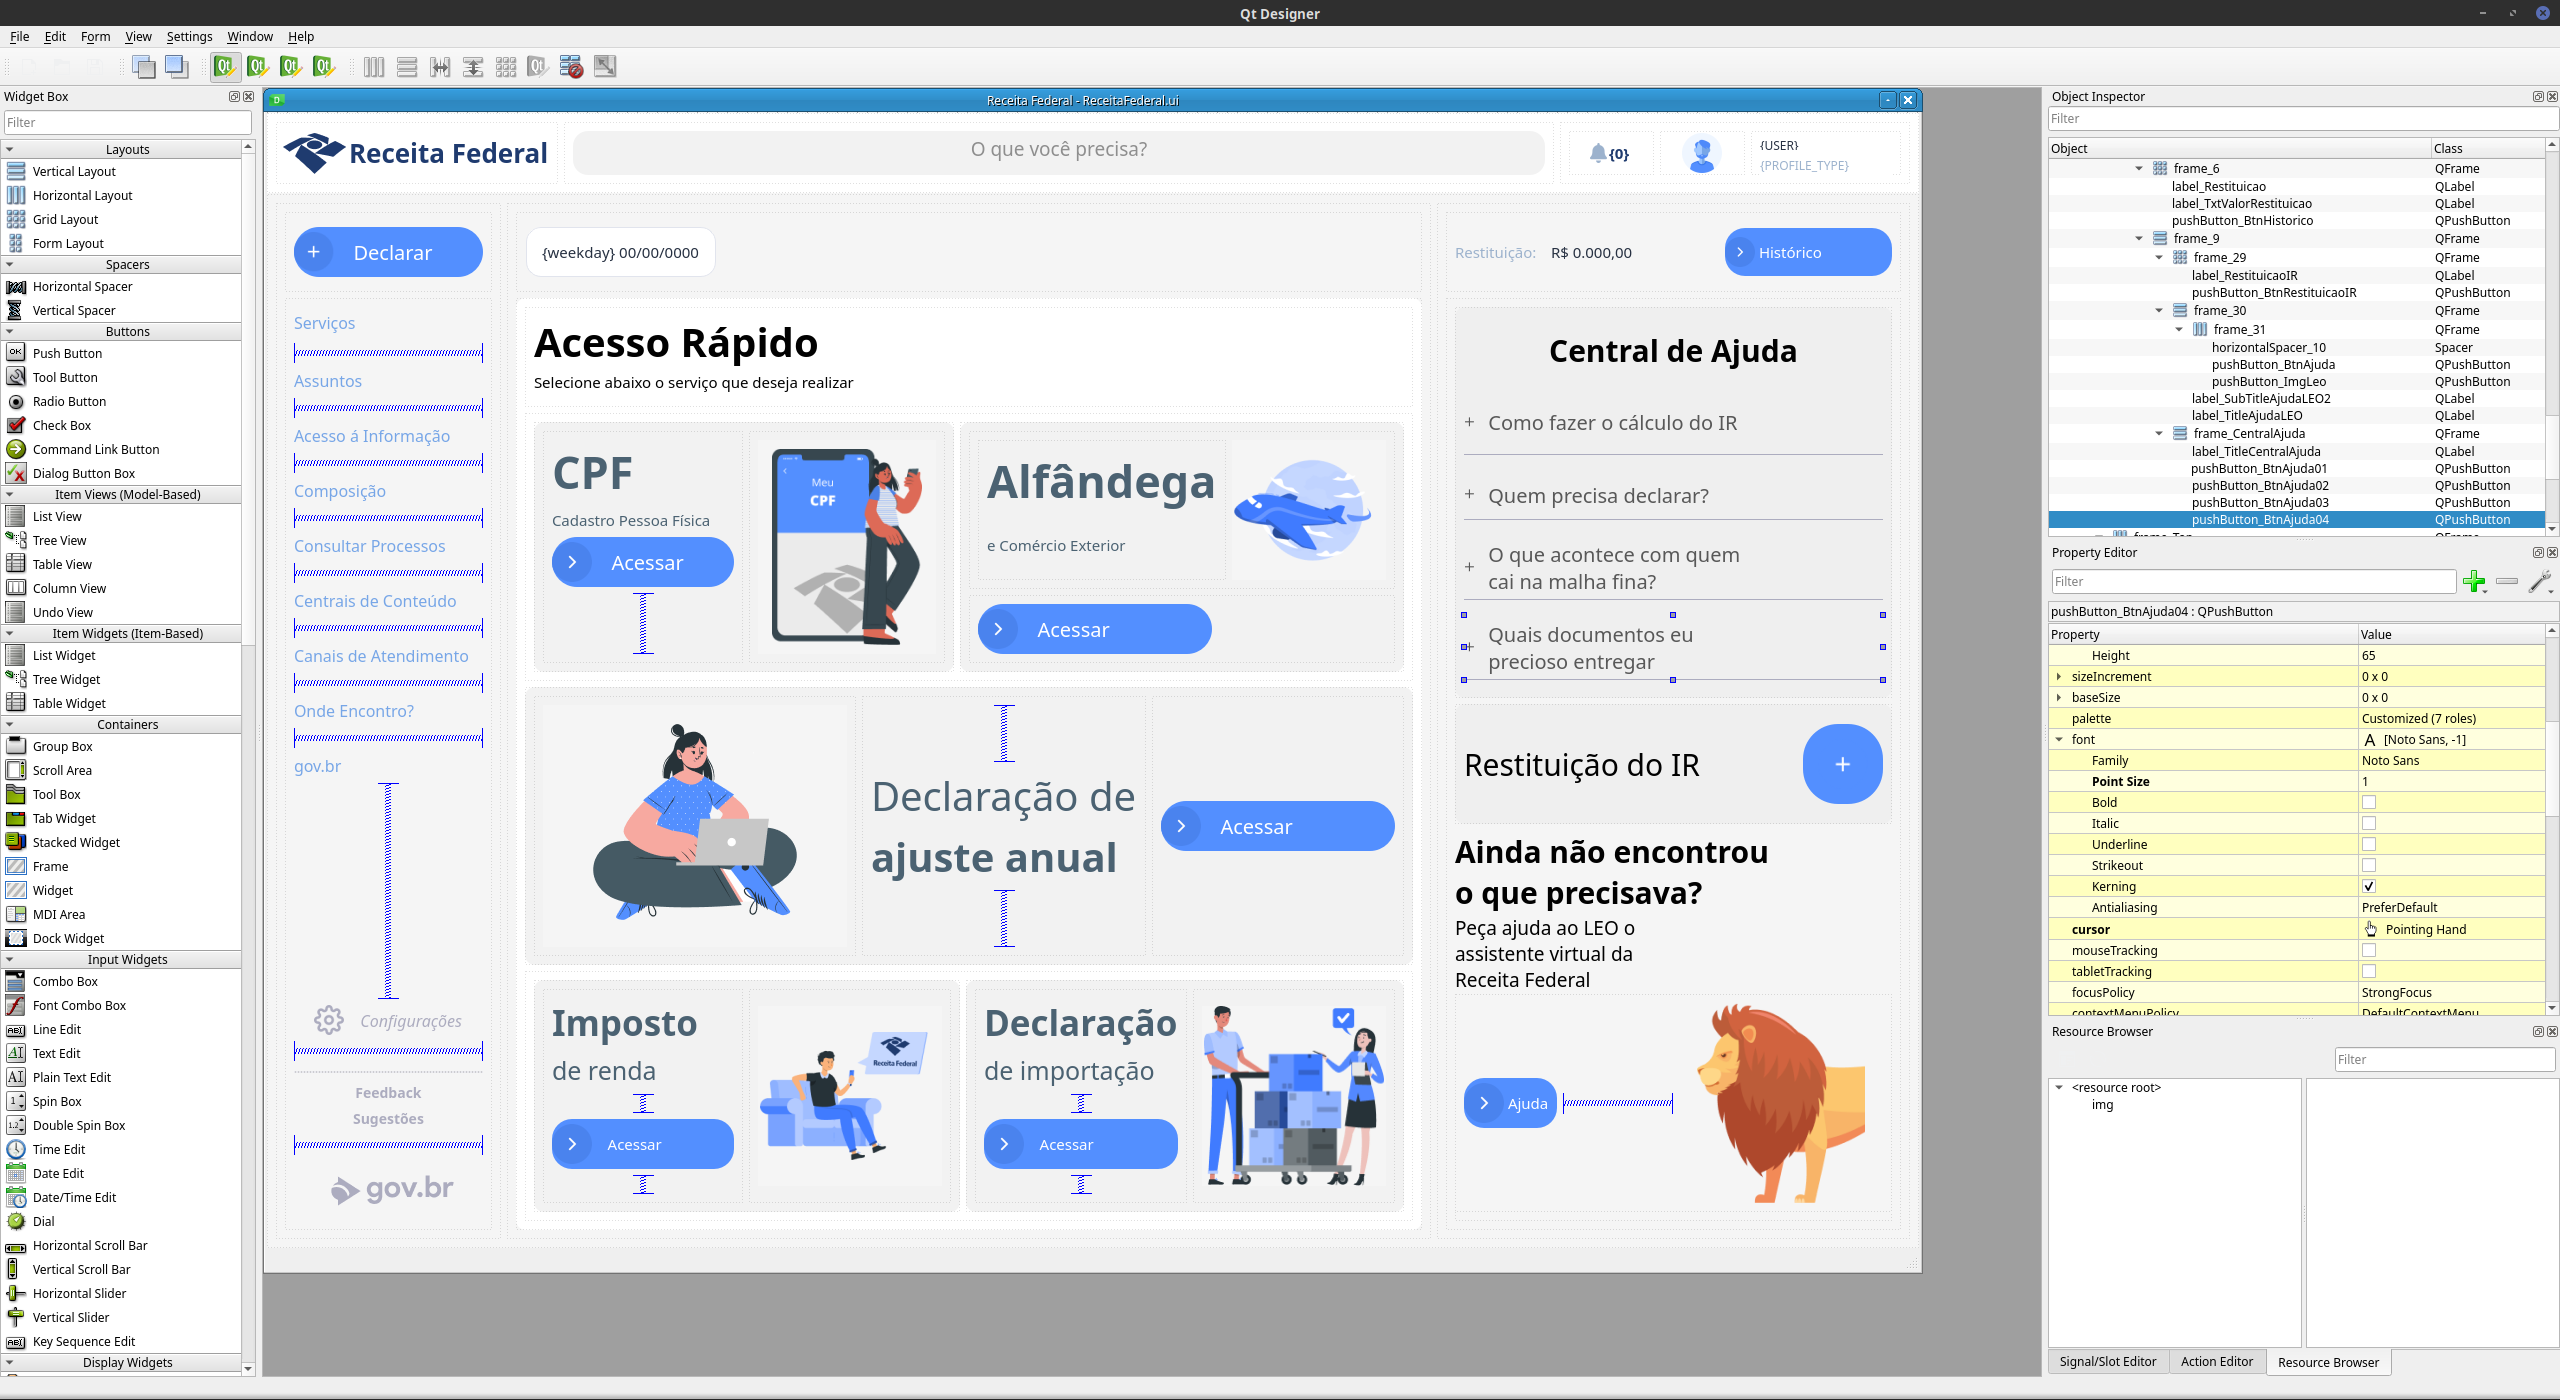 Qt Designer
File Edit Form View Settings Window Help
Widget Box
Filter
Layouts
Vertical Layout
Horizontal Layout
Grid Layout
Form Layout
Spacers
Horizontal Spacer
Vertical Spacer
Buttons
Push Button
Tool Button
Radio Button
Check Box
Command Link Button
Dialog Button Box
Item Views (Model-Based)
List View
Tree View
Table View
Column View
Undo View
Item Widgets (Item-Based)
List Widget
Tree Widget
Table Widget
Containers
Group Box
Scroll Area
Tool Box
Tab Widget
Stacked Widget
Frame
Widget
MDI Area
Dock Widget
Input Widgets
Combo Box
Font Combo Box
Line Edit
Text Edit
Plain Text Edit
Spin Box
Double Spin Box
Time Edit
Date Edit
Date/Time Edit
Dial
Horizontal Scroll Bar
Vertical Scroll Bar
Horizontal Slider
Vertical Slider
Key Sequence Edit
Display Widgets
Receita Federal - ReceitaFederal.ui
Receita Federal
O que você precisa?
{0}
{USER}
{PROFILE_TYPE}
+ Declarar
Serviços
Assuntos
Acesso á Informação
Composição
Consultar Processos
Centrais de Conteúdo
Canais de Atendimento
Onde Encontro?
gov.br
Configurações
Feedback
Sugestões
gov.br
{weekday} 00/00/0000
Acesso Rápido
Selecione abaixo o serviço que deseja realizar
CPF
Cadastro Pessoa Física
Acessar
Meu
CPF
Alfândega
e Comércio Exterior
Acessar
Declaração de
ajuste anual
Acessar
Imposto
de renda
Acessar
Receita Federal
Declaração
de importação
Acessar
Restituição: R$ 0.000,00
Histórico
Central de Ajuda
+ Como fazer o cálculo do IR
+ Quem precisa declarar?
+ O que acontece com quem
cai na malha fina?
+ Quais documentos eu
precioso entregar
Restituição do IR
+
Ainda não encontrou
o que precisava?
Peça ajuda ao LEO o
assistente virtual da
Receita Federal
Ajuda
Object Inspector
Filter
Object Class
frame_6 QFrame
label_Restituicao QLabel
label_TxtValorRestituicao QLabel
pushButton_BtnHistorico QPushButton
frame_9 QFrame
frame_29 QFrame
label_RestituicaoIR QLabel
pushButton_BtnRestituicaoIR QPushButton
frame_30 QFrame
frame_31 QFrame
horizontalSpacer_10 Spacer
pushButton_BtnAjuda QPushButton
pushButton_ImgLeo QPushButton
label_SubTitleAjudaLEO2 QLabel
label_TitleAjudaLEO QLabel
frame_CentralAjuda QFrame
label_TitleCentralAjuda QLabel
pushButton_BtnAjuda01 QPushButton
pushButton_BtnAjuda02 QPushButton
pushButton_BtnAjuda03 QPushButton
pushButton_BtnAjuda04 QPushButton
Property Editor
Filter
pushButton_BtnAjuda04 : QPushButton
Property Value
Height 65
sizeIncrement 0 x 0
baseSize 0 x 0
palette Customized (7 roles)
font A [Noto Sans, -1]
Family Noto Sans
Point Size 1
Bold
Italic
Underline
Strikeout
Kerning
Antialiasing PreferDefault
cursor Pointing Hand
mouseTracking
tabletTracking
focusPolicy StrongFocus
contextMenuPolicy DefaultContextMenu
Resource Browser
Filter
<resource root>
img
Signal/Slot Editor Action Editor Resource Browser